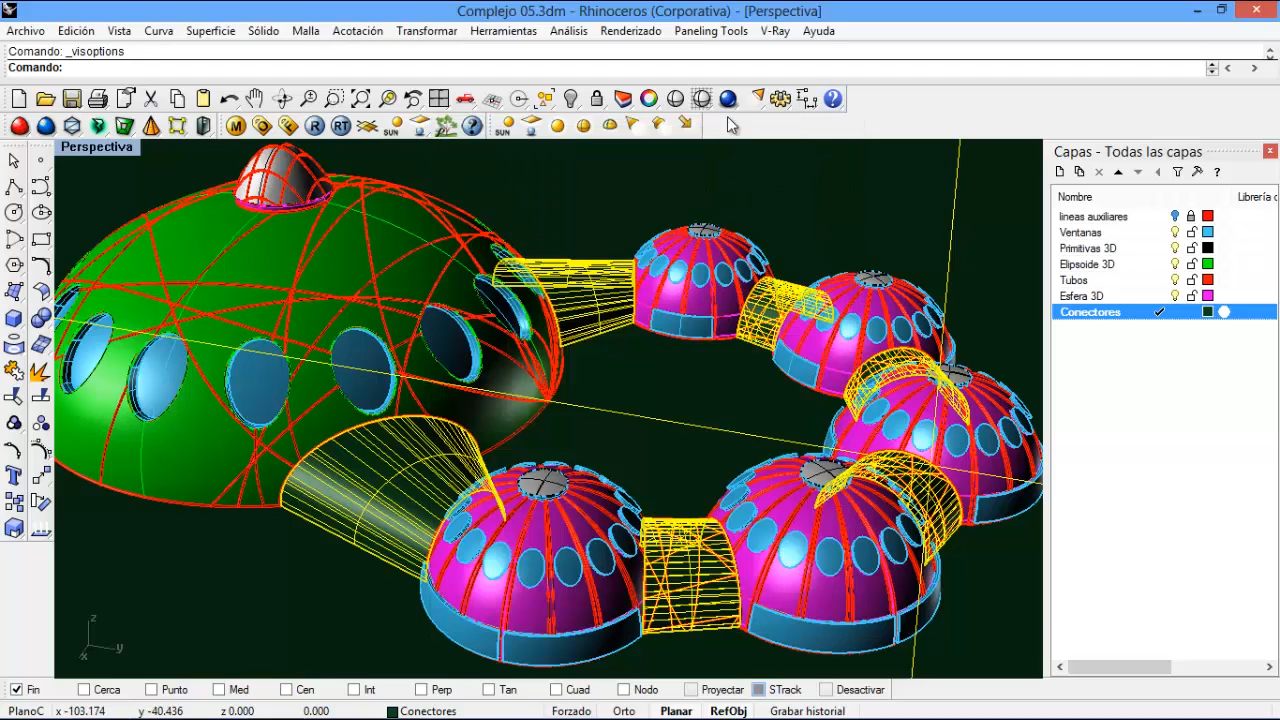 Complejo 05.3dm - Rhinoceros (Corporativa) - [Perspectiva]
Archivo Edición Vista Curva Superficie Sólido Malla Acotación Transformar Herramientas Análisis Renderizado Paneling Tools V-Ray Ayuda
Comando: _visoptions
Comando:
M R RT SUN SUN
Perspectiva
Capas - Todas las capas
Nombre Librería
lineas auxiliares
Ventanas
Primitivas 3D
Elipsoide 3D
Tubos
Esfera 3D
Conectores
z
y
x
Fin Cerca Punto Med Cen Int Perp Tan Cuad Nodo Proyectar STrack Desactivar
PlanoC x -103.174 y -40.436 z 0.000 0.000 Conectores Forzado Orto Planar RefObj Grabar historial